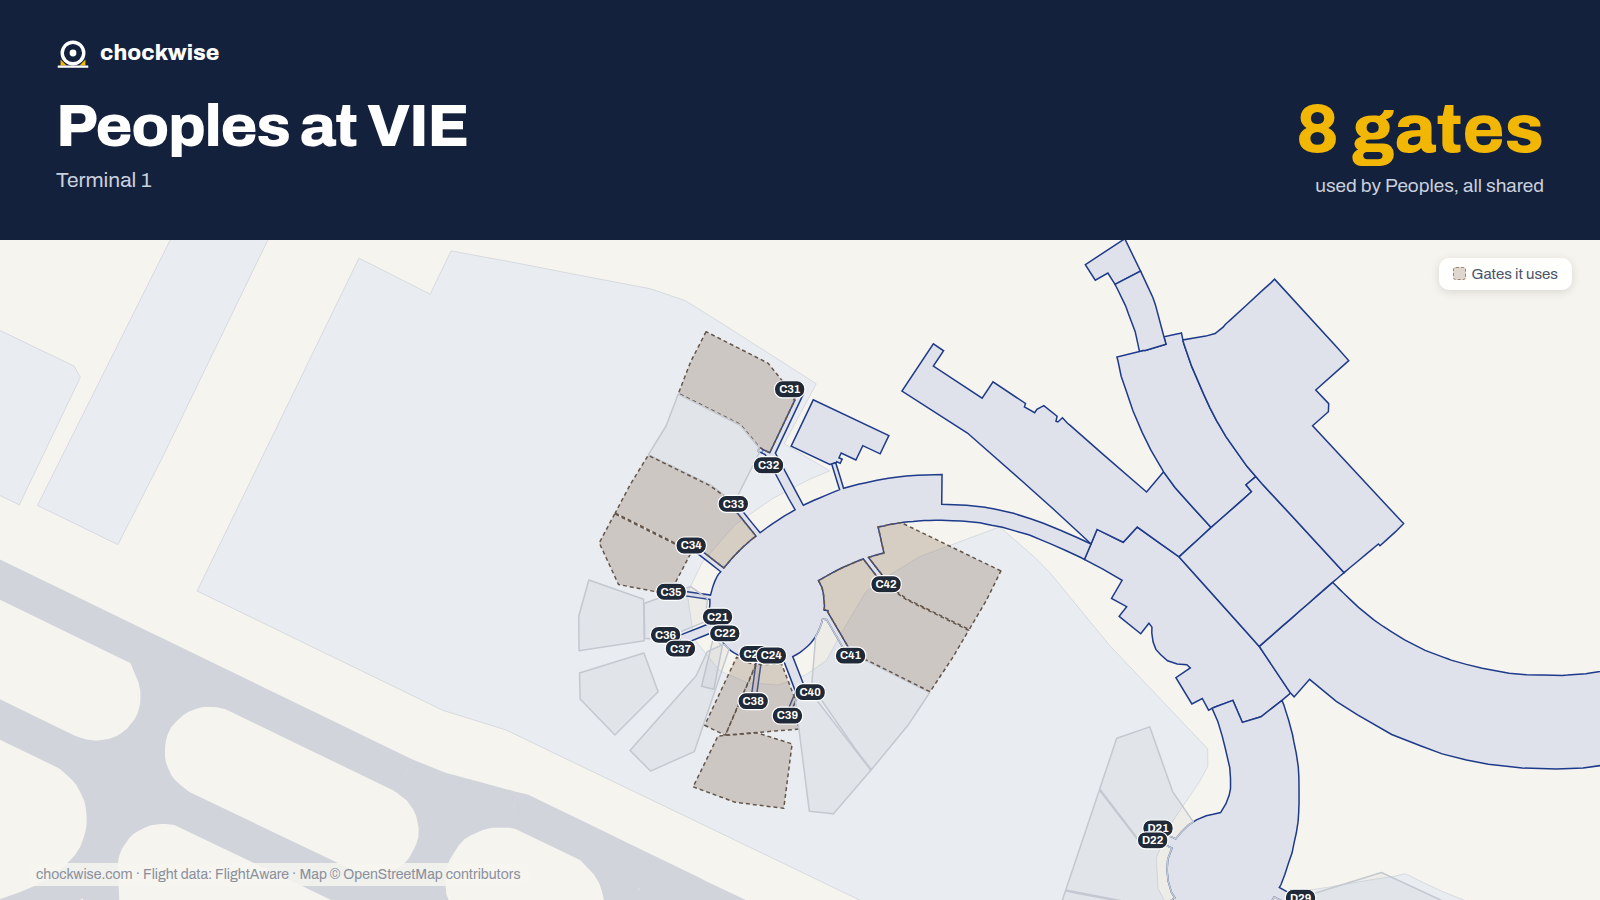 chockwise
Peoples at VIE
Terminal 1
8 gates
used by Peoples, all shared
Gates it uses
C31
C32
C33
C34
C42
C35
C21
C22
C36
C37
C24
C41
C38
C40
C39
D21
D22
D29
chockwise.com · Flight data: FlightAware · Map © OpenStreetMap contributors